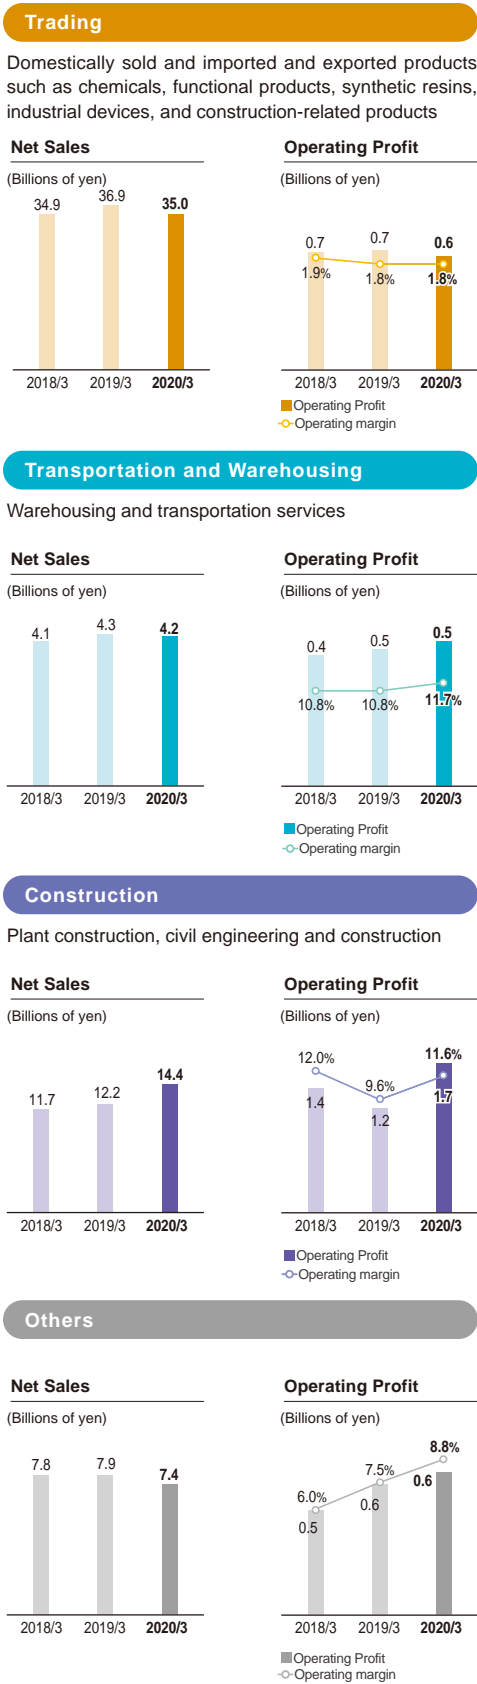 Trading
Domestically sold and imported and exported products
such as chemicals, functional products, synthetic resins,
industrial devices, and construction-related products
Net Sales
(Billions of yen)
34.9
36.9
35.0
2018/3 2019/3 2020/3
Operating Profit
(Billions of yen)
0.7
0.7
0.6
1.9%
1.8%
1.8%
2018/3 2019/3 2020/3
Operating Profit
Operating margin
Transportation and Warehousing
Warehousing and transportation services
Net Sales
(Billions of yen)
4.1
4.3
4.2
2018/3 2019/3 2020/3
Operating Profit
(Billions of yen)
0.4
0.5
0.5
10.8%
10.8%
11.7%
2018/3 2019/3 2020/3
Operating Profit
Operating margin
Construction
Plant construction, civil engineering and construction
Net Sales
(Billions of yen)
11.7
12.2
14.4
2018/3 2019/3 2020/3
Operating Profit
(Billions of yen)
12.0%
9.6%
11.6%
1.4
1.2
1.7
2018/3 2019/3 2020/3
Operating Profit
Operating margin
Others
Net Sales
(Billions of yen)
7.8
7.9
7.4
2018/3 2019/3 2020/3
Operating Profit
(Billions of yen)
6.0%
7.5%
8.8%
0.5
0.6
0.6
2018/3 2019/3 2020/3
Operating Profit
Operating margin